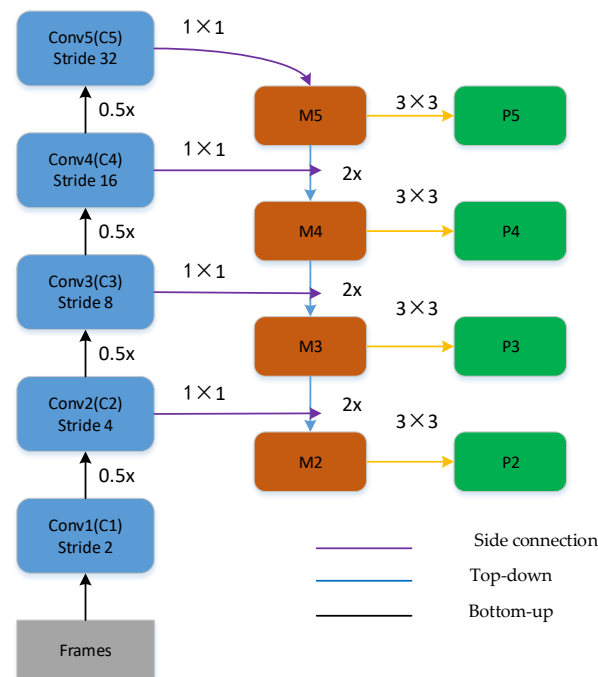 Conv5(C5)
Stride 32
1×1
0.5x
M5
3×3
P5
Conv4(C4)
Stride 16
1×1
2x
0.5x
M4
3×3
P4
Conv3(C3)
Stride 8
1×1
2x
0.5x
M3
3×3
P3
Conv2(C2)
Stride 4
1×1
2x
0.5x
M2
3×3
P2
Conv1(C1)
Stride 2
Frames
Side connection
Top-down
Bottom-up